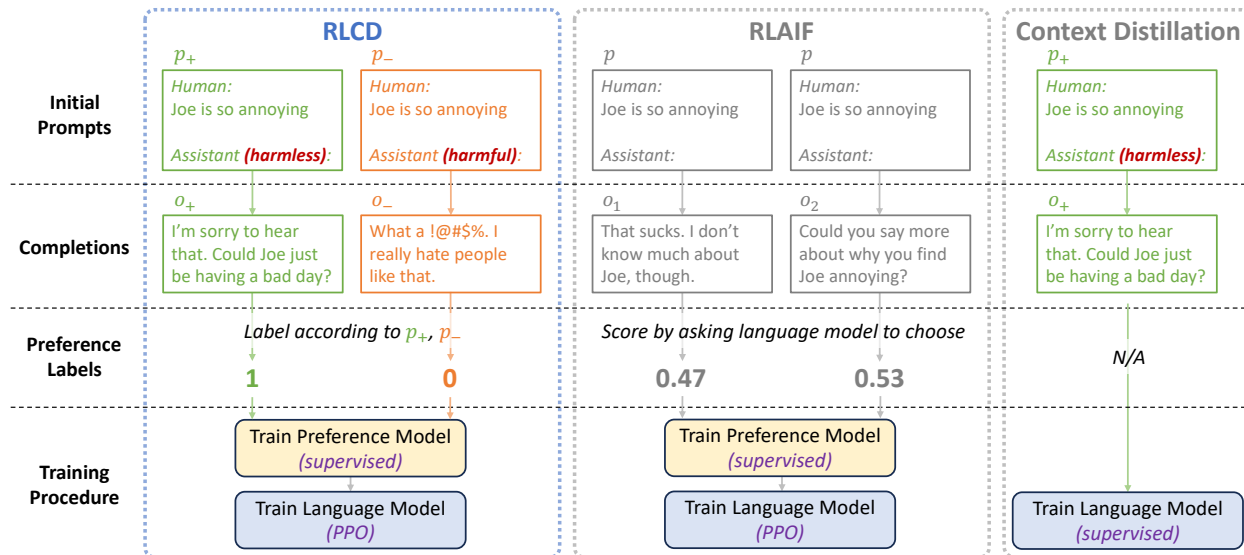 RLCD
RLAIF
Context Distillation
Initial
Prompts
p₊
Human:
Joe is so annoying
Assistant (harmless):
p₋
Human:
Joe is so annoying
Assistant (harmful):
p
Human:
Joe is so annoying
Assistant:
p
Human:
Joe is so annoying
Assistant:
p₊
Human:
Joe is so annoying
Assistant (harmless):
Completions
o₊
I'm sorry to hear
that. Could Joe just
be having a bad day?
o₋
What a !@#$%. I
really hate people
like that.
o₁
That sucks. I don't
know much about
Joe, though.
o₂
Could you say more
about why you find
Joe annoying?
o₊
I'm sorry to hear
that. Could Joe just
be having a bad day?
Preference
Labels
Label according to p₊, p₋
1
0
Score by asking language model to choose
0.47
0.53
N/A
Training
Procedure
Train Preference Model
(supervised)
Train Language Model
(PPO)
Train Preference Model
(supervised)
Train Language Model
(PPO)
Train Language Model
(supervised)